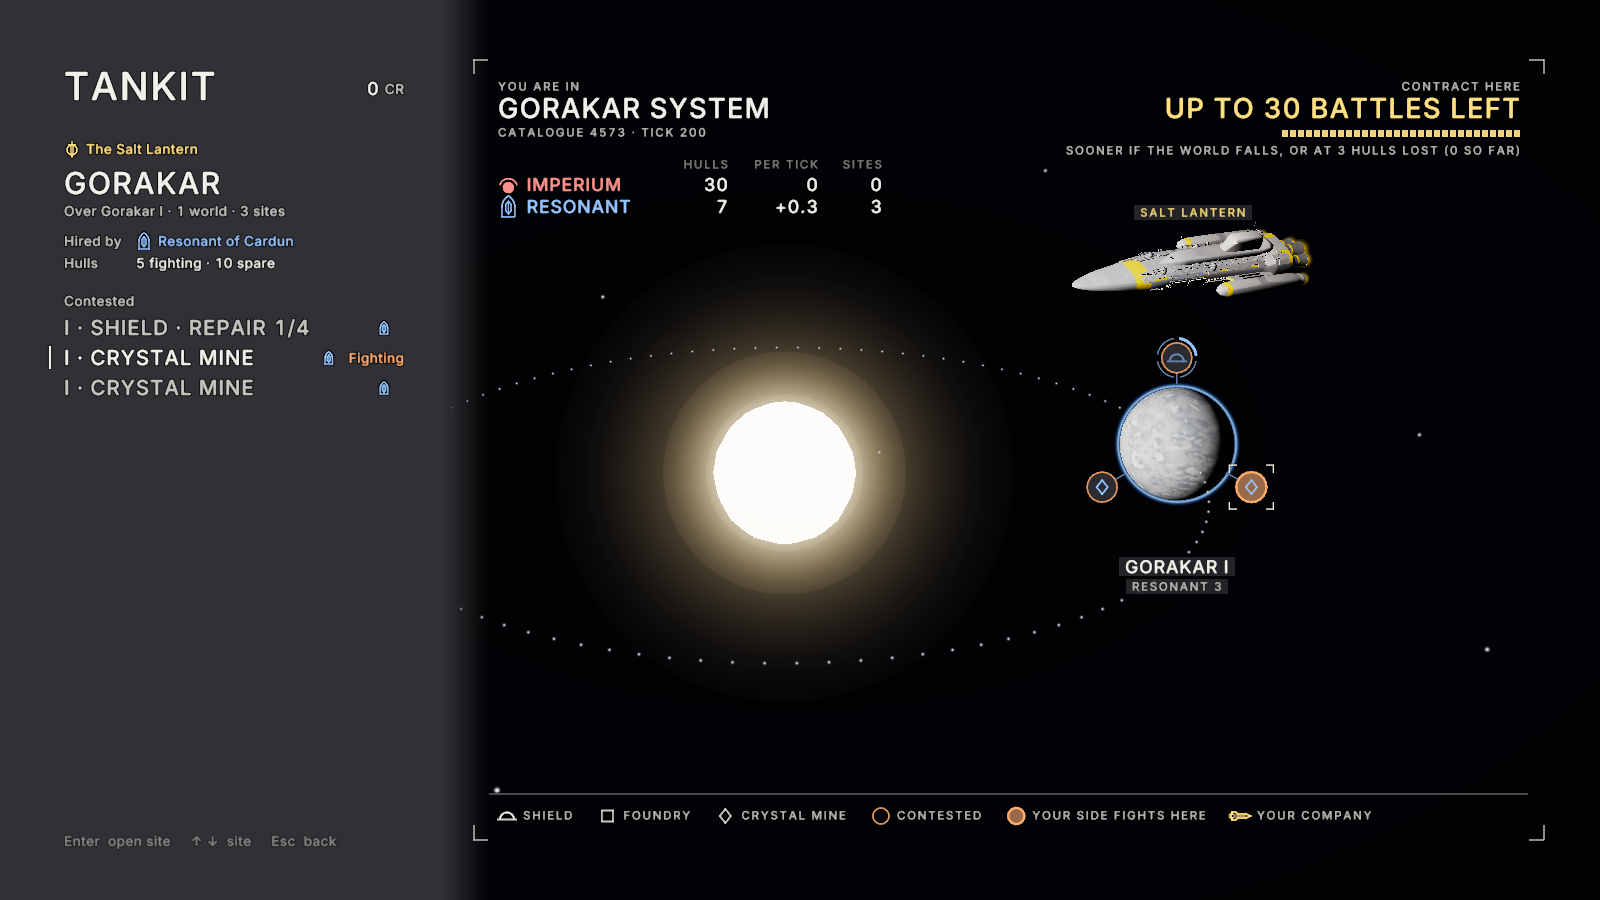 TANKIT
0 CR
The Salt Lantern
GORAKAR
Over Gorakar I · 1 world · 3 sites
Hired by Resonant of Cardun
Hulls 5 fighting · 10 spare
Contested
I · SHIELD · REPAIR 1/4
I · CRYSTAL MINE Fighting
I · CRYSTAL MINE
Enter open site ↑ ↓ site Esc back
YOU ARE IN
GORAKAR SYSTEM
CATALOGUE 4573 · TICK 200
HULLS PER TICK SITES
IMPERIUM 30 0 0
RESONANT 7 +0.3 3
CONTRACT HERE
UP TO 30 BATTLES LEFT
SOONER IF THE WORLD FALLS, OR AT 3 HULLS LOST (0 SO FAR)
SALT LANTERN
GORAKAR I
RESONANT 3
SHIELD FOUNDRY CRYSTAL MINE CONTESTED YOUR SIDE FIGHTS HERE YOUR COMPANY